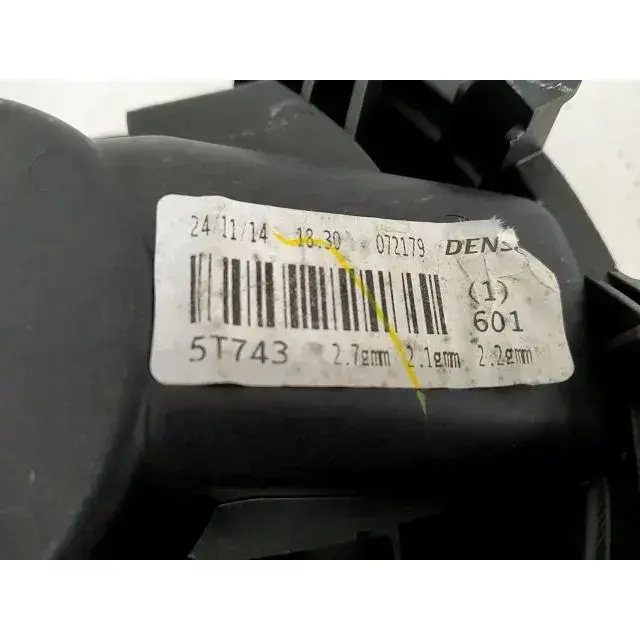 24/11/14 18.30 072179 DENS
(1)
601
5T743 2.7gmm 2.1gmm 2.2gmm